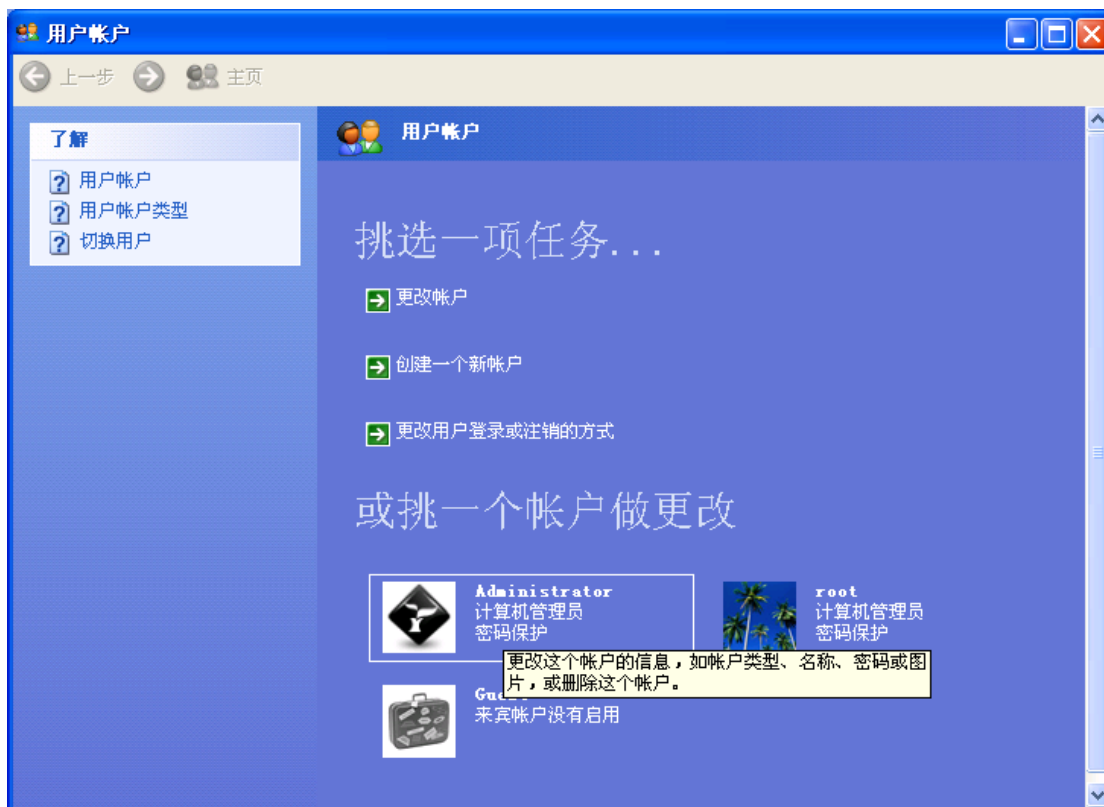 用户帐户
上一步 主页
了解
用户帐户
用户帐户类型
切换用户
用户帐户
挑选一项任务...
更改帐户
创建一个新帐户
更改用户登录或注销的方式
或挑一个帐户做更改
Administrator
计算机管理员
密码保护
root
计算机管理员
密码保护
更改这个帐户的信息，如帐户类型、名称、密码或图
片，或删除这个帐户。
来宾帐户没有启用